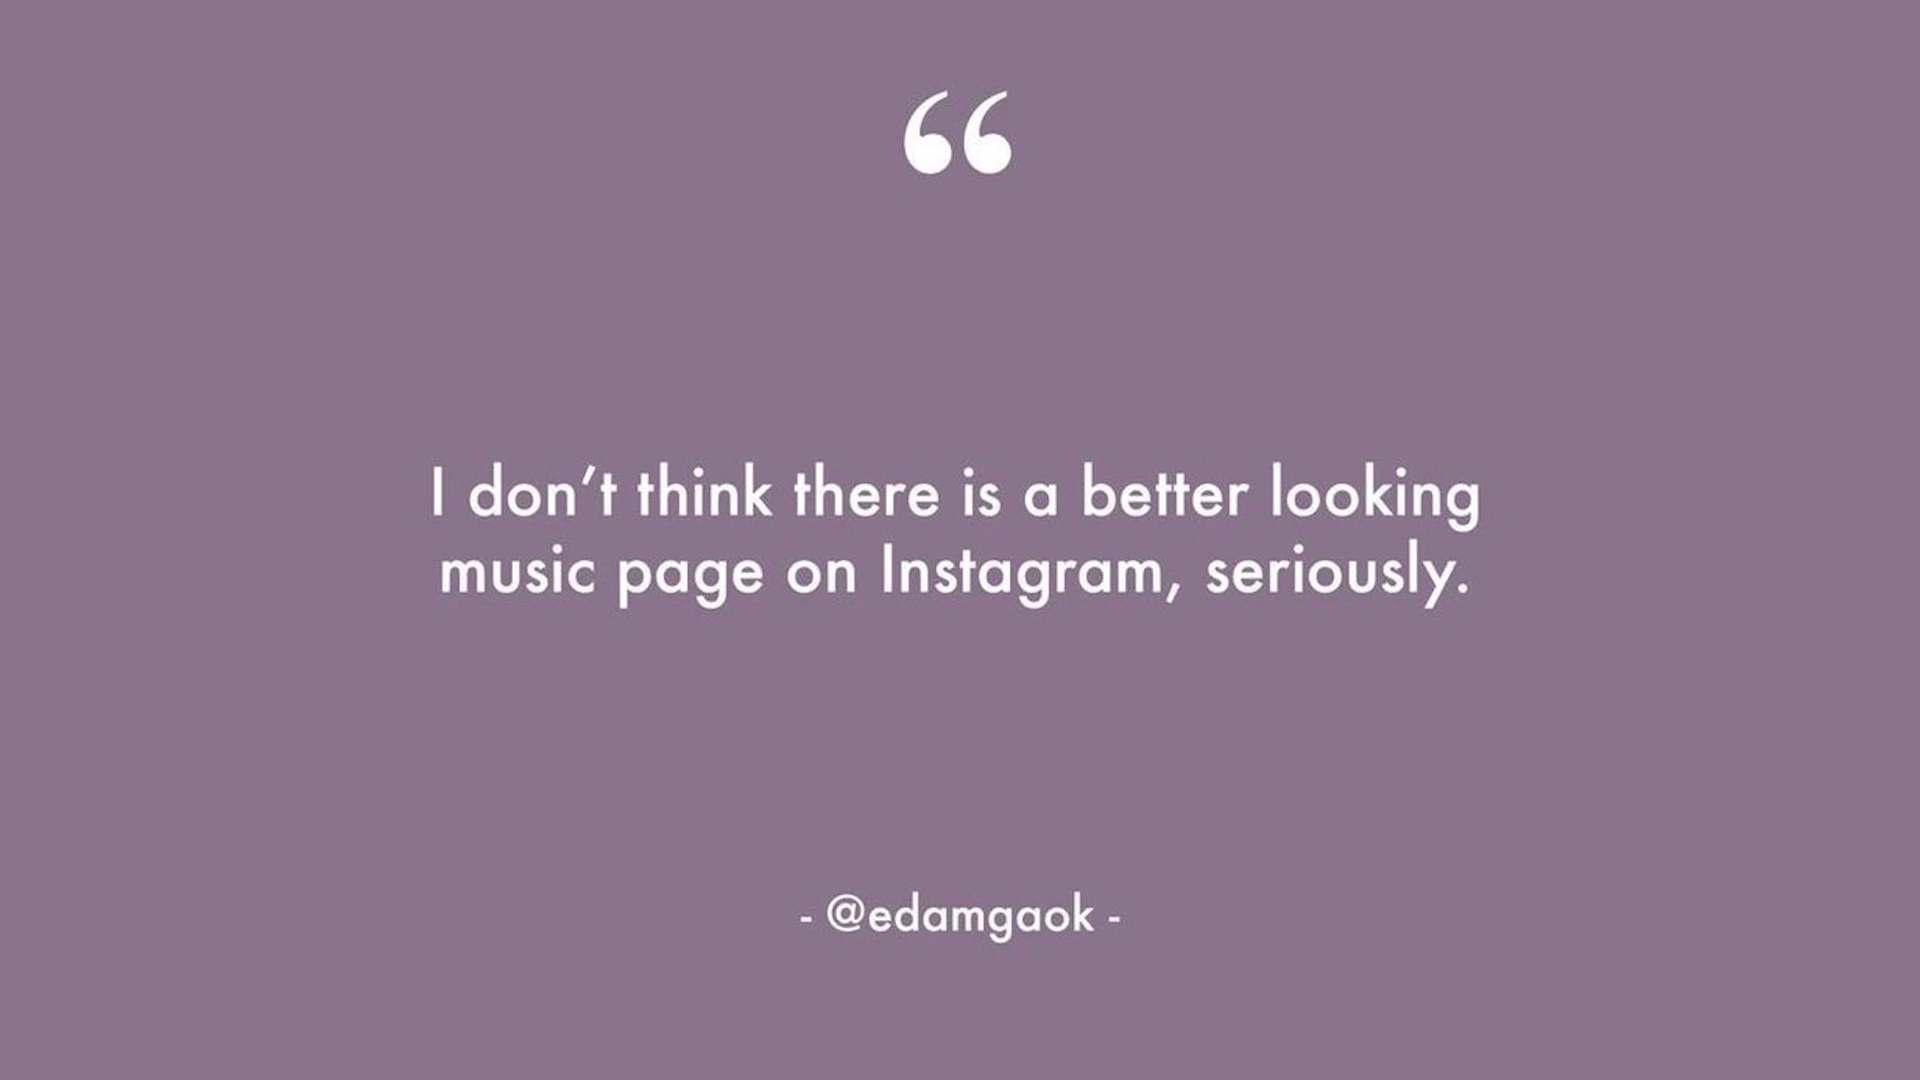 “
I don’t think there is a better looking
music page on Instagram, seriously.
- @edamgaok -